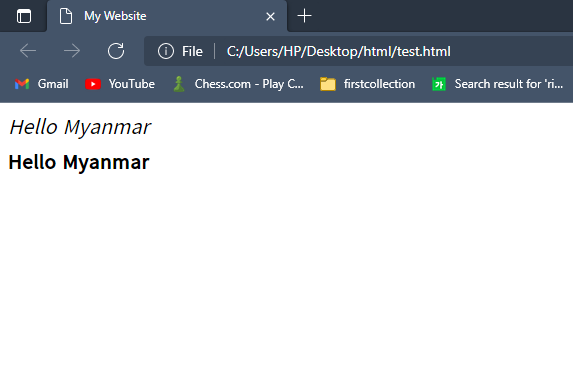 My Website
File C:/Users/HP/Desktop/html/test.html
Gmail YouTube Chess.com - Play C... firstcollection Search result for 'ri...
Hello Myanmar
Hello Myanmar